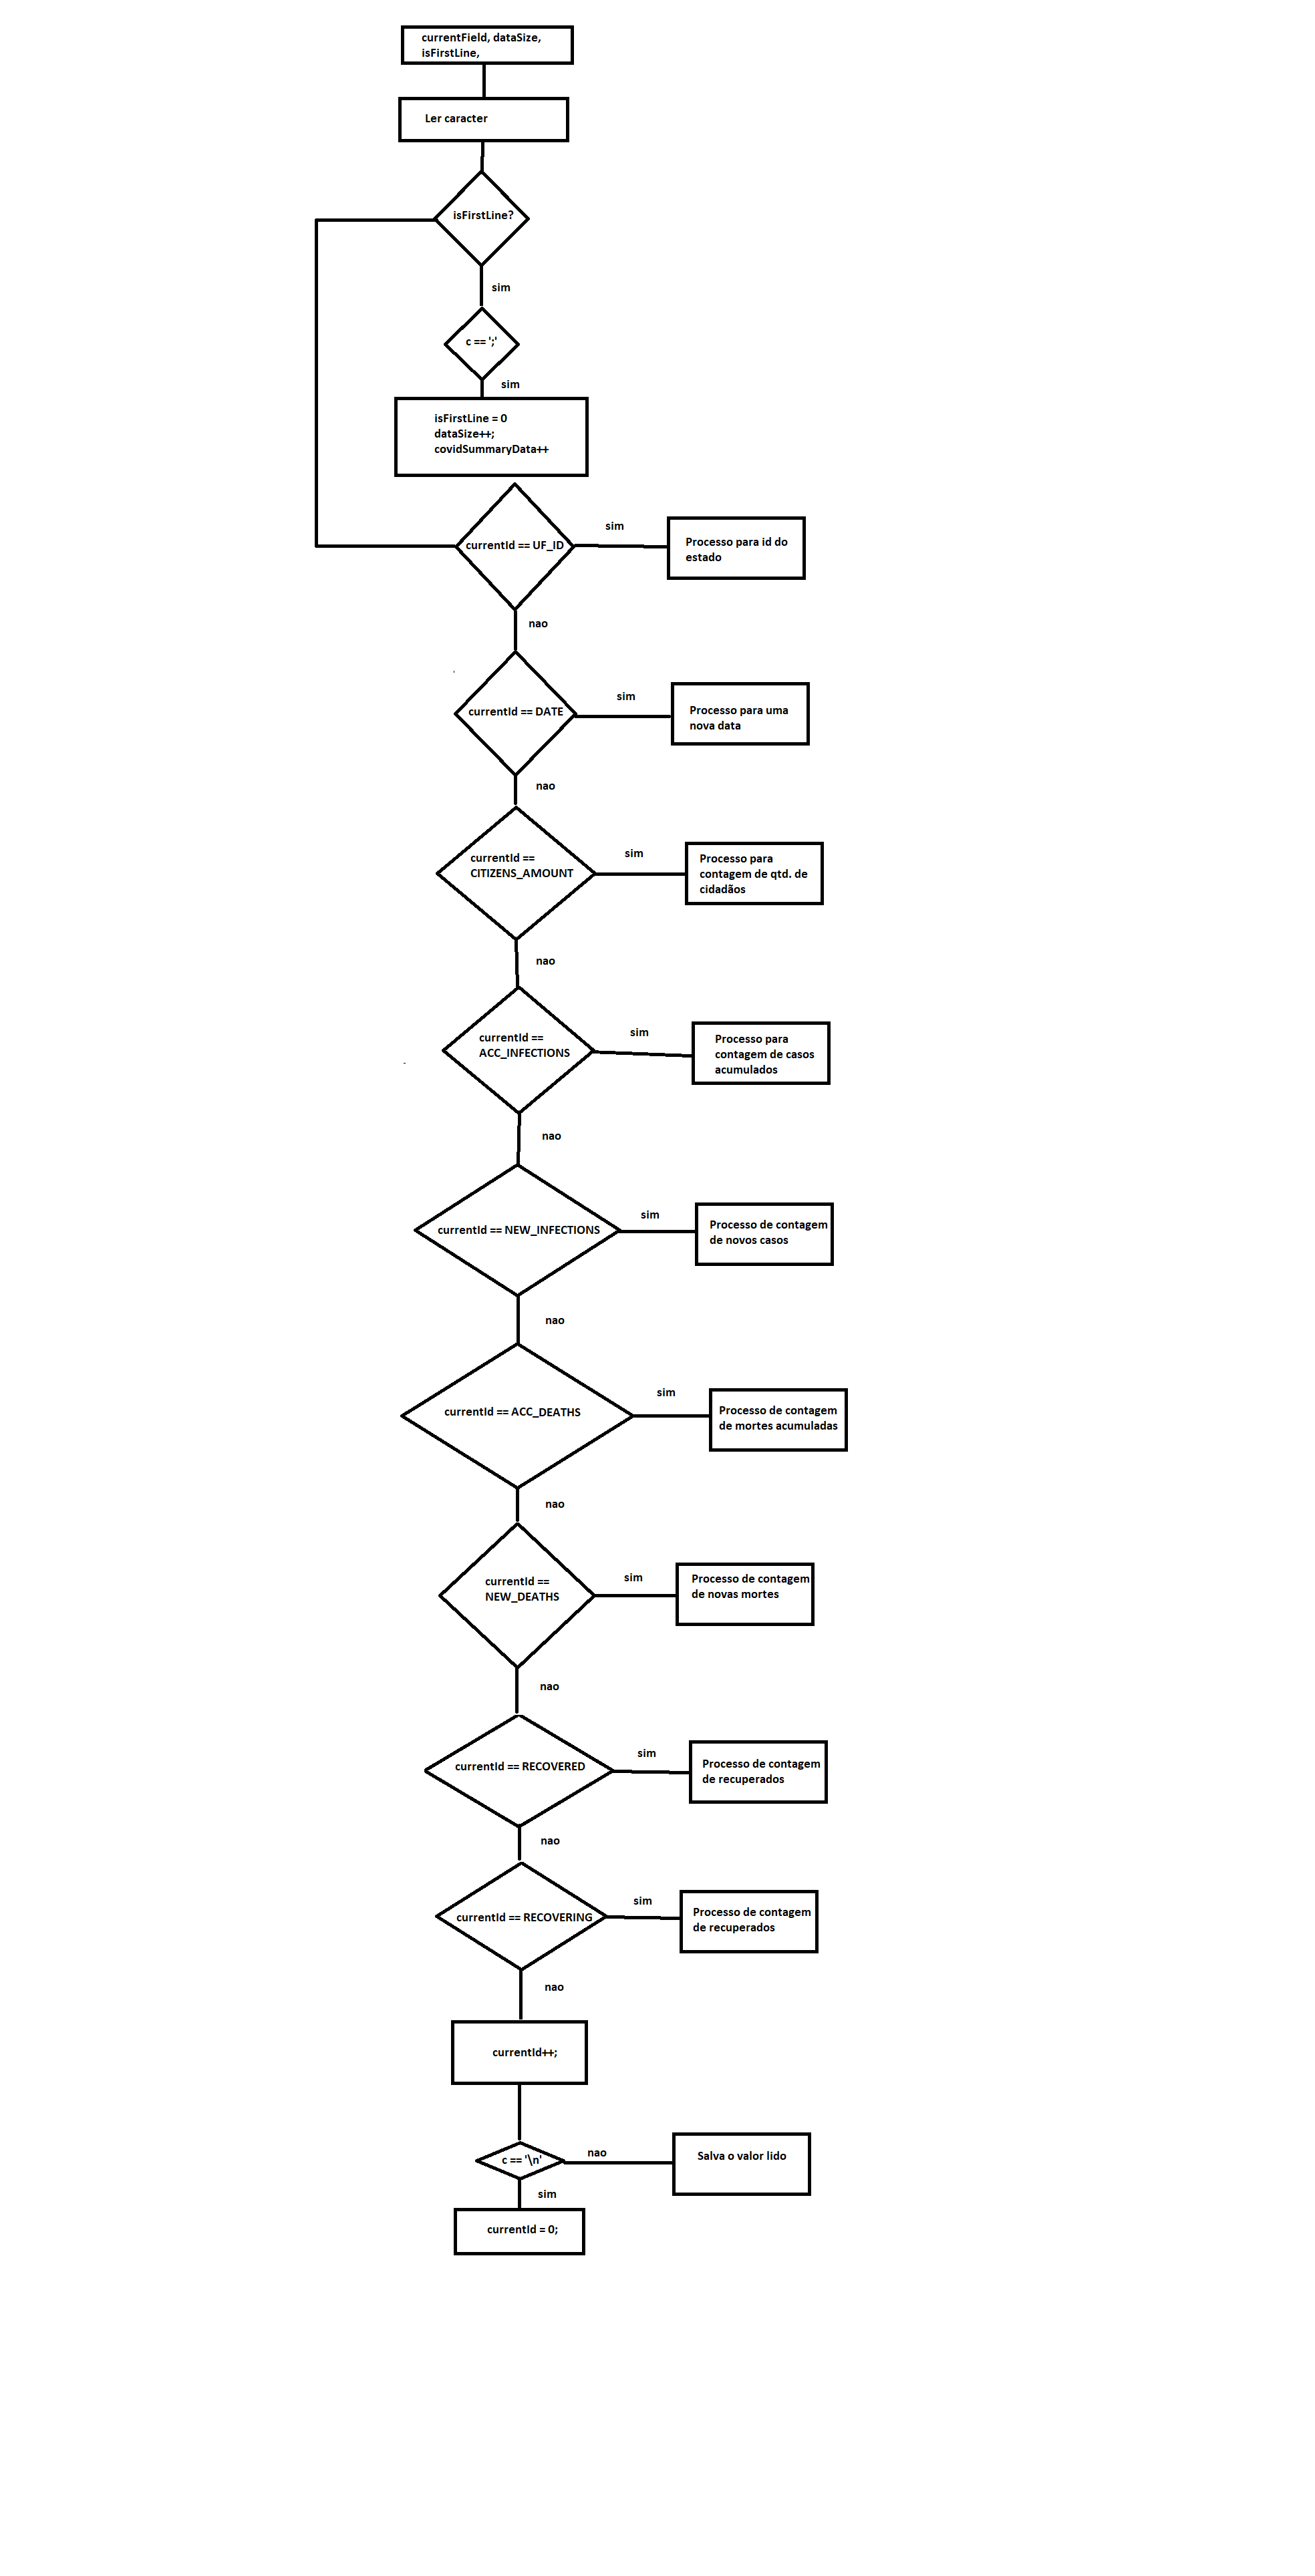 currentField, dataSize,
isFirstLine,
Ler caracter
isFirstLine?
sim
c == ';'
sim
isFirstLine = 0
dataSize++;
covidSummaryData++
currentId == UF_ID
sim
Processo para id do
estado
nao
currentId == DATE
sim
Processo para uma
nova data
nao
currentId ==
CITIZENS_AMOUNT
sim
Processo para
contagem de qtd. de
cidadãos
nao
currentId ==
ACC_INFECTIONS
sim
Processo para
contagem de casos
acumulados
nao
currentId == NEW_INFECTIONS
sim
Processo de contagem
de novos casos
nao
currentId == ACC_DEATHS
sim
Processo de contagem
de mortes acumuladas
nao
currentId ==
NEW_DEATHS
sim
Processo de contagem
de novas mortes
nao
currentId == RECOVERED
sim
Processo de contagem
de recuperados
nao
currentId == RECOVERING
sim
Processo de contagem
de recuperados
nao
currentId++;
c == '\n'
nao
Salva o valor lido
sim
currentId = 0;